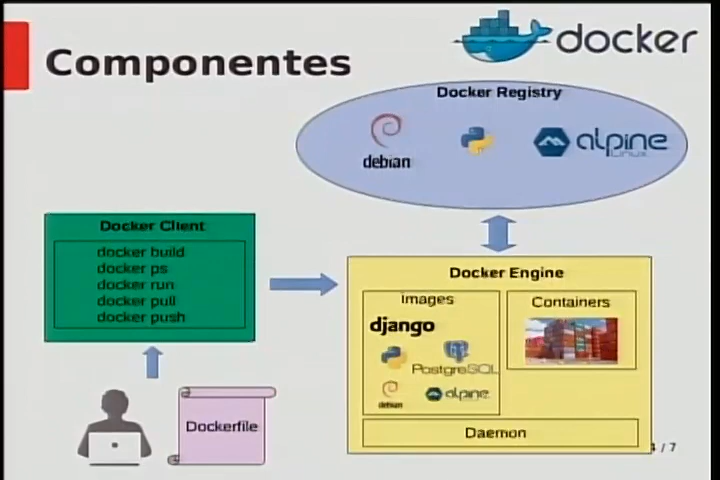 docker
Componentes
Docker Registry
debian
alpine
Linux
Docker Client
docker build
docker ps
docker run
docker pull
docker push
Docker Engine
images
Containers
django
PostgreSQL
debian
alpine
Daemon
Dockerfile
/ 7